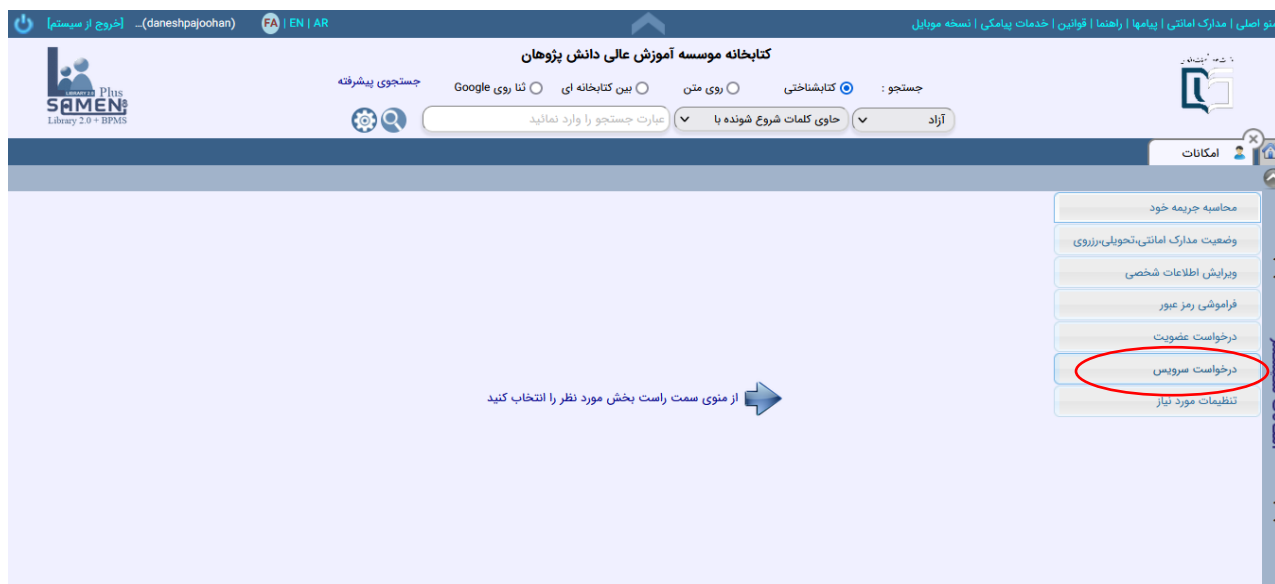 نو اصلی | مدارک امانتی | پیامها | راهنما | قوانین | خدمات پیامکی | نسخه موبایل
FA | EN | AR
(daneshpajoohan)... [خروج از سیستم]
کتابخانه موسسه آموزش عالی دانش پژوهان
جستجو : کتابشناختی روی متن بین کتابخانه ای ثنا روی Google
جستجوی پیشرفته
آزاد حاوی کلمات شروع شونده با عبارت جستجو را وارد نمائید
LIBRARY 2.0 Plus
SAMEN
Library 2.0 + BPMS
امکانات
محاسبه جریمه خود
وضعیت مدارک امانتی،تحویلی،رزروی
ویرایش اطلاعات شخصی
فراموشی رمز عبور
درخواست عضویت
درخواست سرویس
تنظیمات مورد نیاز
از منوی سمت راست بخش مورد نظر را انتخاب کنید